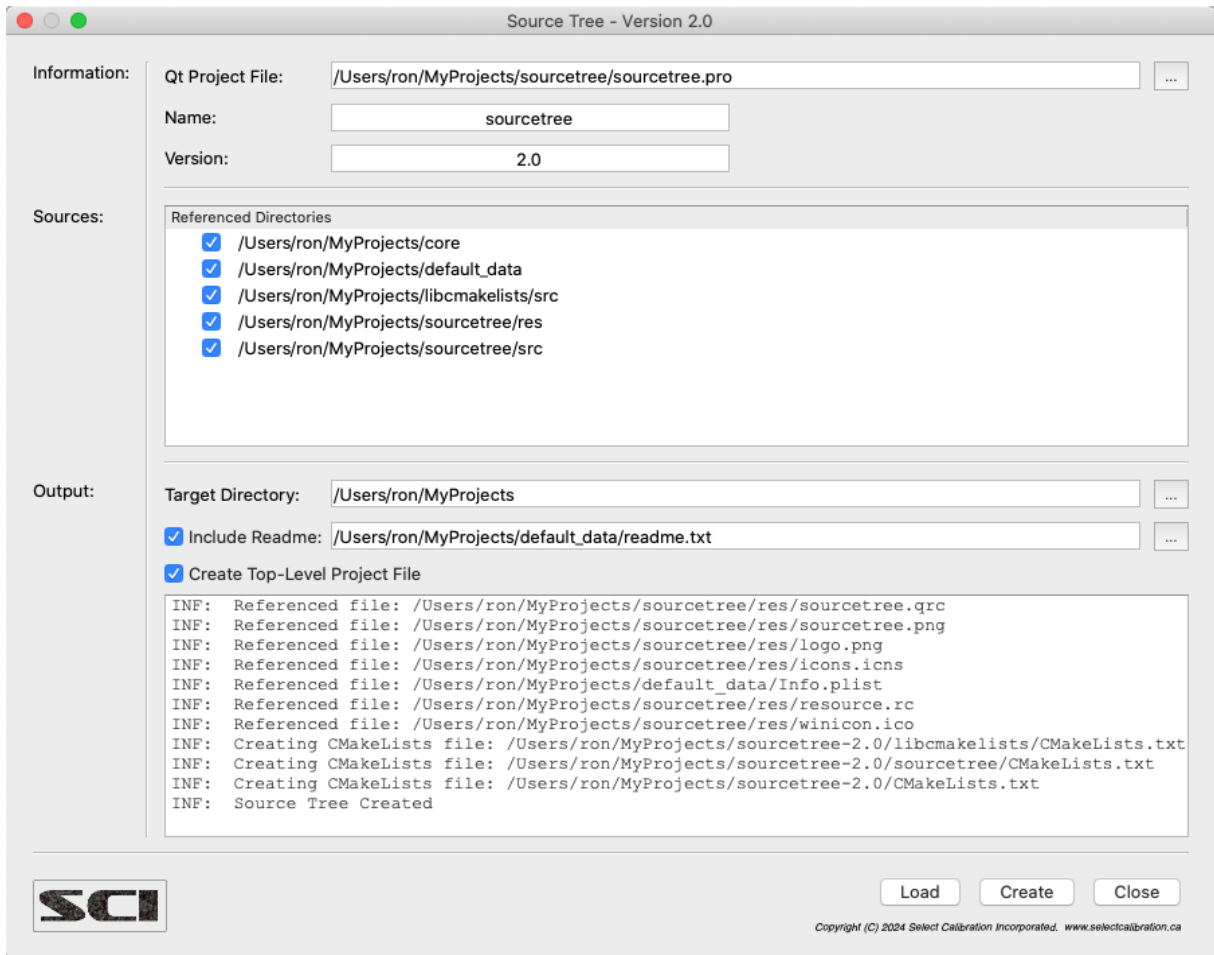 Source Tree - Version 2.0
Information:
Qt Project File: /Users/ron/MyProjects/sourcetree/sourcetree.pro ...
Name: sourcetree
Version: 2.0
Sources:
Referenced Directories
/Users/ron/MyProjects/core
/Users/ron/MyProjects/default_data
/Users/ron/MyProjects/libcmakelists/src
/Users/ron/MyProjects/sourcetree/res
/Users/ron/MyProjects/sourcetree/src
Output:
Target Directory: /Users/ron/MyProjects ...
Include Readme: /Users/ron/MyProjects/default_data/readme.txt ...
Create Top-Level Project File
INF: Referenced file: /Users/ron/MyProjects/sourcetree/res/sourcetree.qrc
INF: Referenced file: /Users/ron/MyProjects/sourcetree/res/sourcetree.png
INF: Referenced file: /Users/ron/MyProjects/sourcetree/res/logo.png
INF: Referenced file: /Users/ron/MyProjects/sourcetree/res/icons.icns
INF: Referenced file: /Users/ron/MyProjects/default_data/Info.plist
INF: Referenced file: /Users/ron/MyProjects/sourcetree/res/resource.rc
INF: Referenced file: /Users/ron/MyProjects/sourcetree/res/winicon.ico
INF: Creating CMakeLists file: /Users/ron/MyProjects/sourcetree-2.0/libcmakelists/CMakeLists.txt
INF: Creating CMakeLists file: /Users/ron/MyProjects/sourcetree-2.0/sourcetree/CMakeLists.txt
INF: Creating CMakeLists file: /Users/ron/MyProjects/sourcetree-2.0/CMakeLists.txt
INF: Source Tree Created
SCI
Load Create Close
Copyright (C) 2024 Select Calibration Incorporated. www.selectcalibration.ca